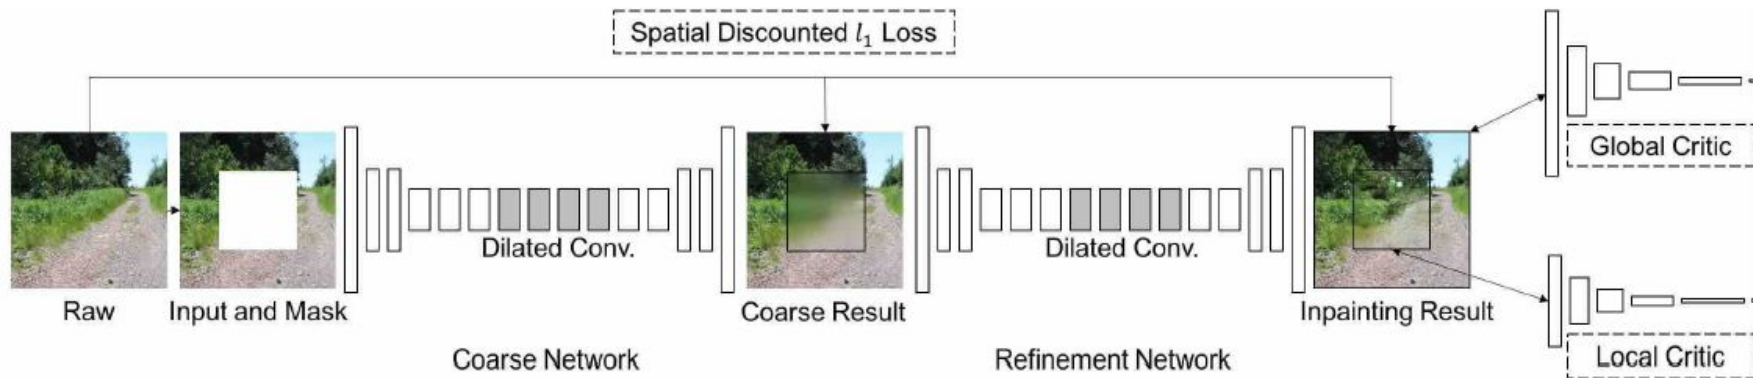 Spatial Discounted l₁ Loss
Global Critic
Dilated Conv.
Dilated Conv.
Raw
Input and Mask
Coarse Result
Inpainting Result
Coarse Network
Refinement Network
Local Critic